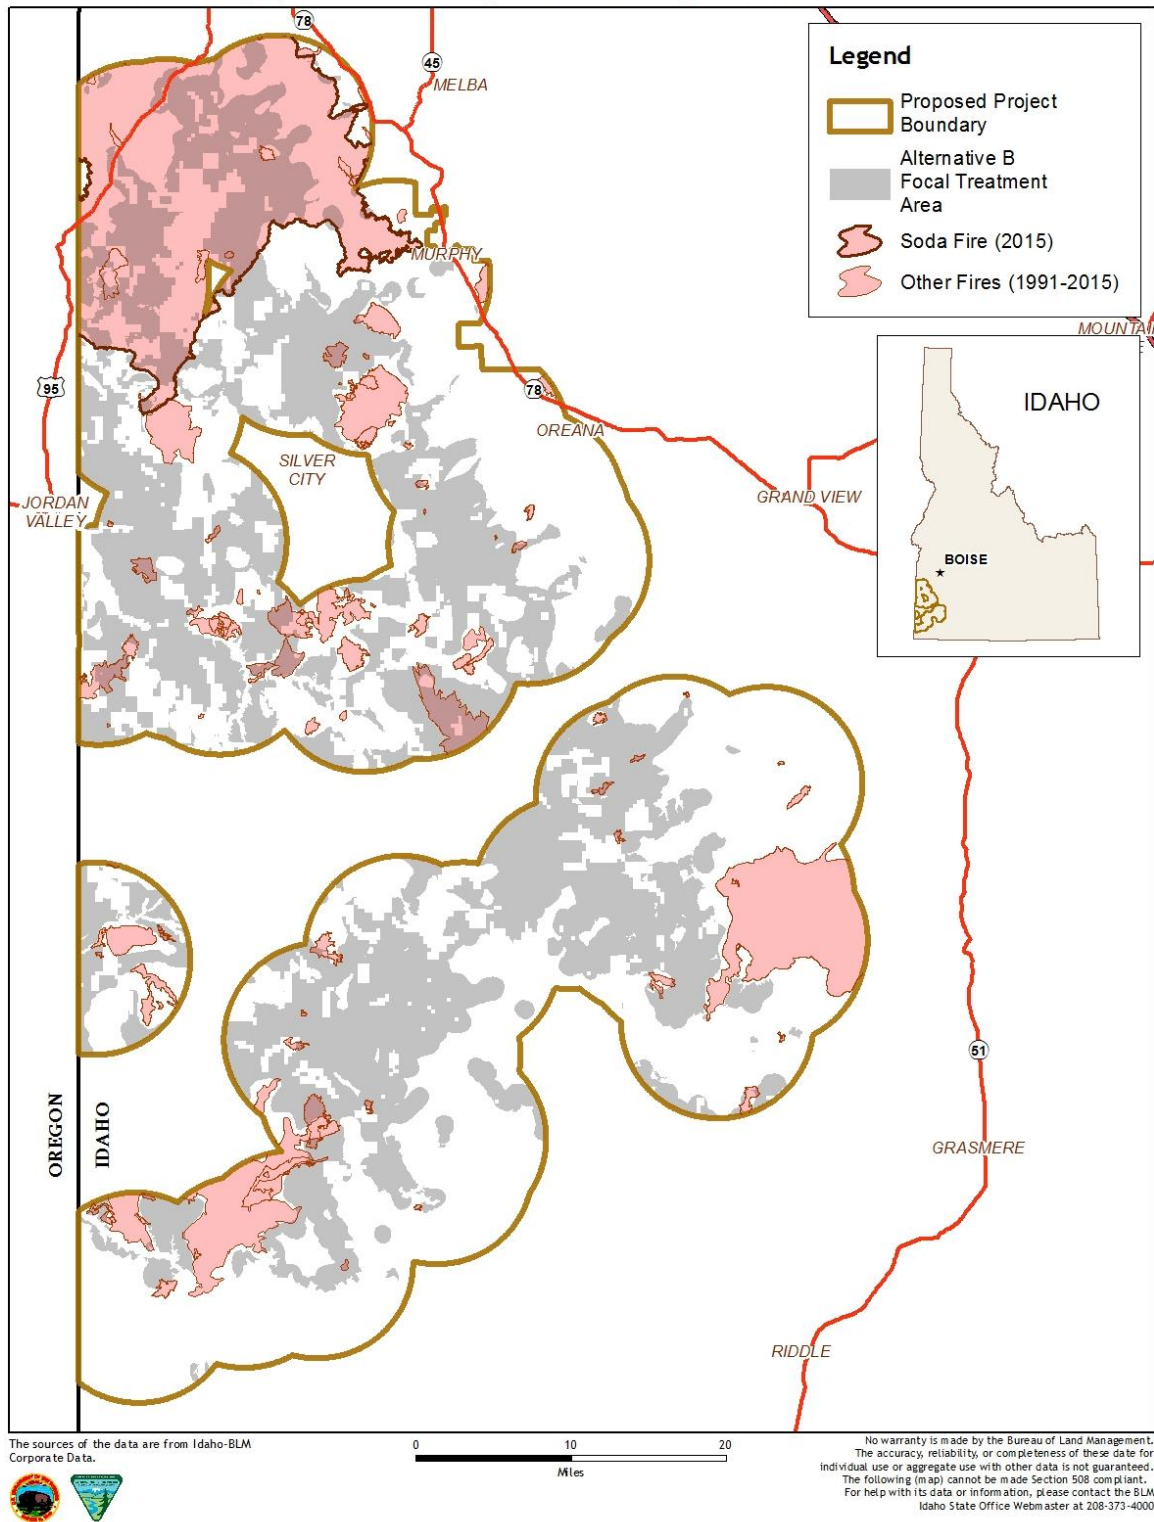 78
45
MELBA
Legend
Proposed Project
Boundary
Alternative B
Focal Treatment
Area
Soda Fire (2015)
Other Fires (1991-2015)
MURPHY
MOUNTAI
95
78
OREANA
IDAHO
SILVER
CITY
JORDAN
VALLEY
GRAND VIEW
BOISE
51
OREGON
IDAHO
GRASMERE
RIDDLE
The sources of the data are from Idaho-BLM
Corporate Data.
0 10 20
Miles
No warranty is made by the Bureau of Land Management.
The accuracy, reliability, or completeness of these date for
individual use or aggregate use with other data is not guaranteed.
The following (map) cannot be made Section 508 compliant.
For help with its data or information, please contact the BLM
Idaho State Office Webmaster at 208-373-4000